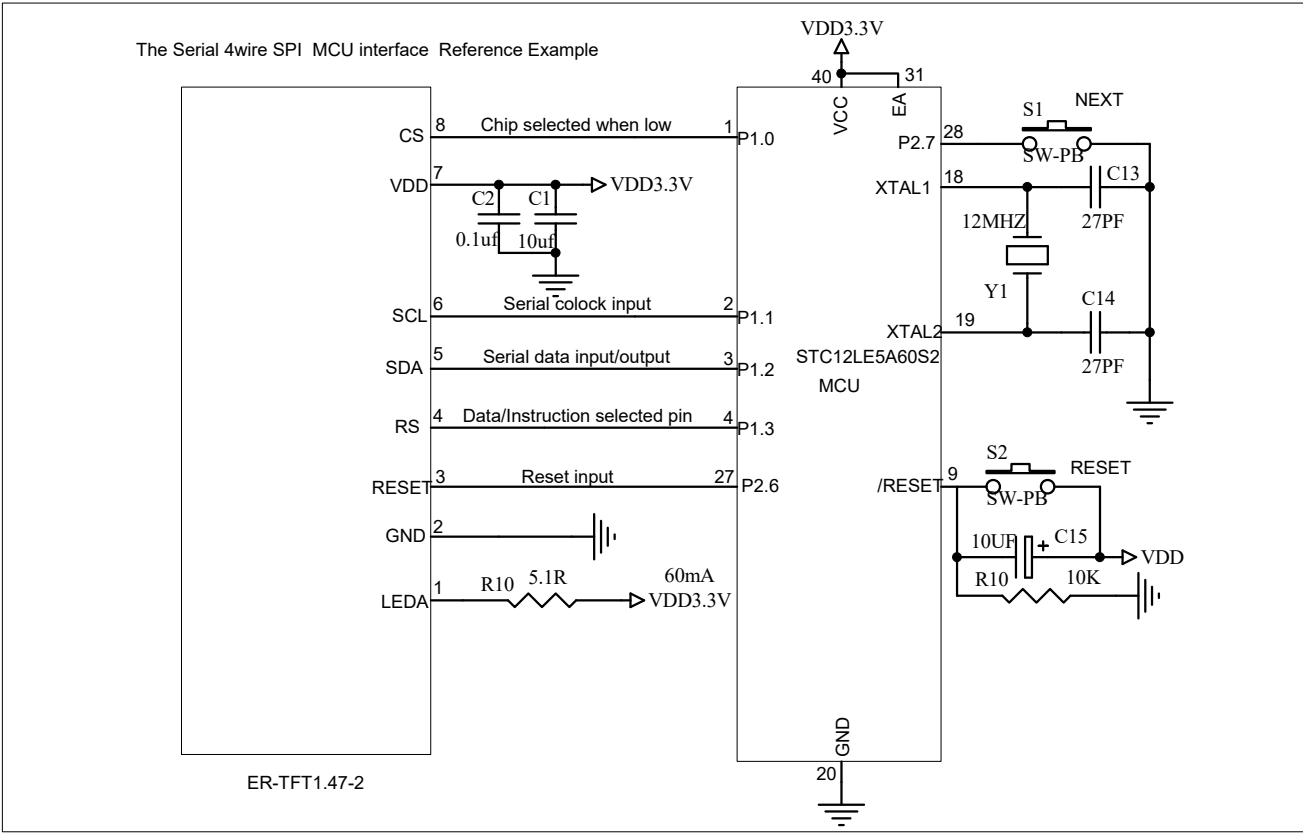 VDD3.3V
The Serial 4wire SPI  MCU interface  Reference Example
40
31
VCC
EA
S1
NEXT
CS
8
Chip selected when low
1
P1.0
P2.7
28
SW-PB
VDD
7
VDD3.3V
XTAL1
18
C13
C2
C1
0.1uf
10uf
12MHZ
27PF
Y1
C14
SCL
6
Serial colock input
2
P1.1
XTAL2
19
27PF
SDA
5
Serial data input/output
3
P1.2
STC12LE5A60S2
MCU
RS
4
Data/Instruction selected pin
4
P1.3
S2
RESET
RESET
3
Reset input
27
P2.6
/RESET
9
SW-PB
GND
2
10UF
+
C15
VDD
R10
10K
LEDA
1
R10
5.1R
60mA
VDD3.3V
GND
20
ER-TFT1.47-2